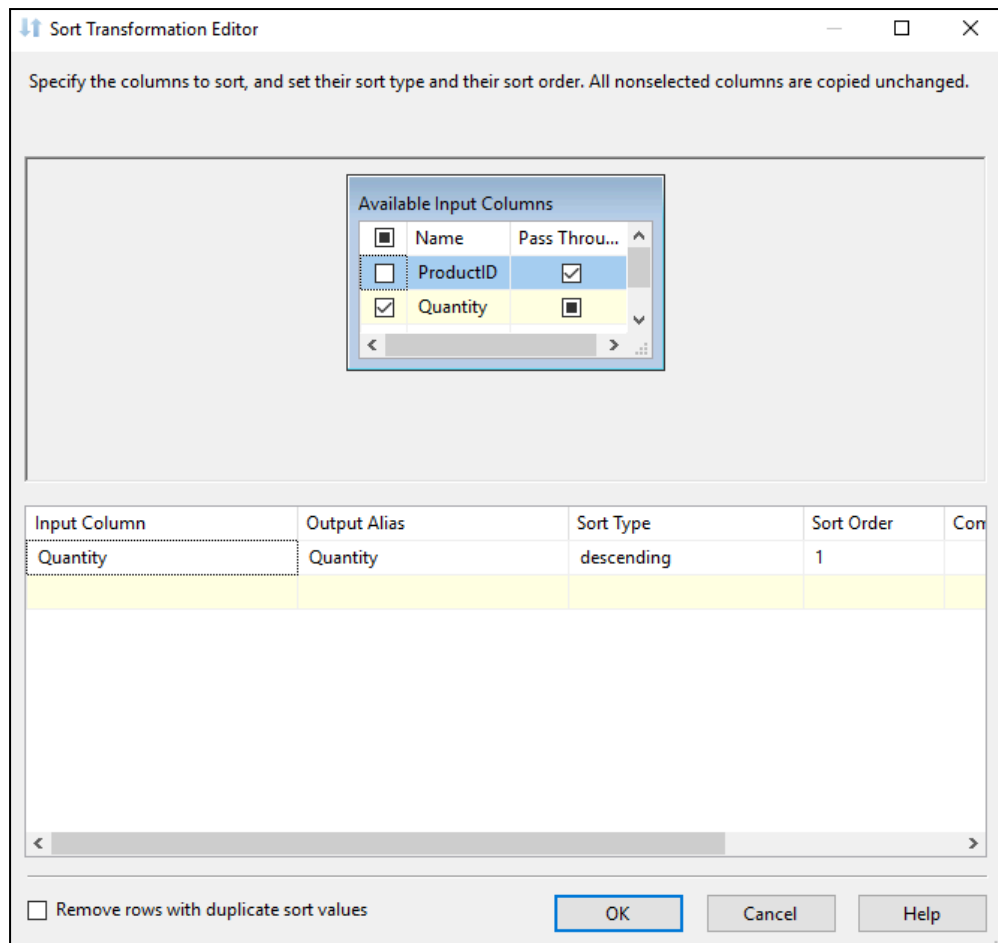 Sort Transformation Editor
Specify the columns to sort, and set their sort type and their sort order. All nonselected columns are copied unchanged.
Available Input Columns
Name Pass Throu...
ProductID
Quantity
Input Column Output Alias Sort Type Sort Order Com
Quantity Quantity descending 1
Remove rows with duplicate sort values OK Cancel Help